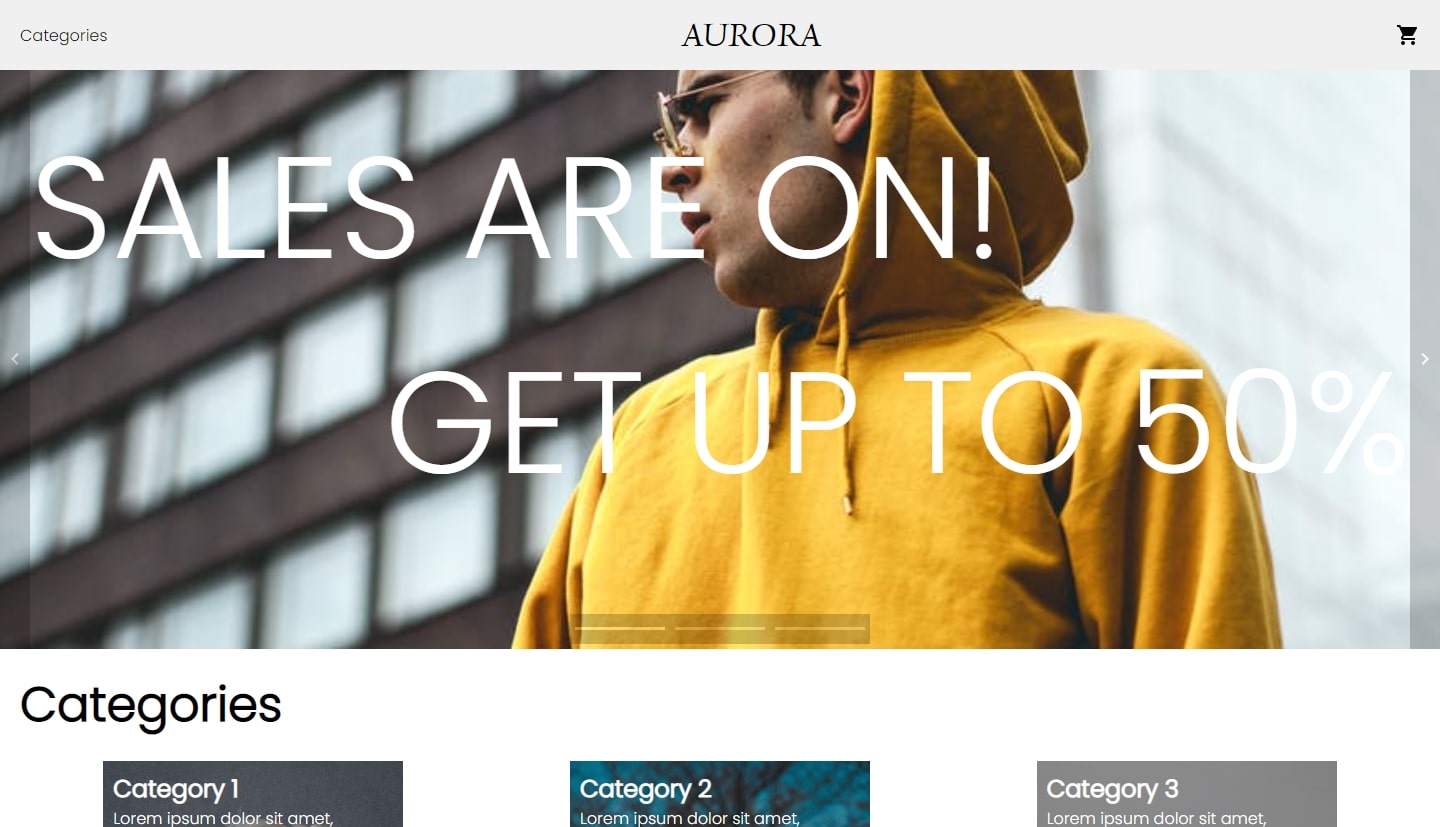 Categories
AURORA
SALES ARE ON!
GET UP TO 50%
Categories
Category 1
Lorem ipsum dolor sit amet,
Category 2
Lorem ipsum dolor sit amet,
Category 3
Lorem ipsum dolor sit amet,